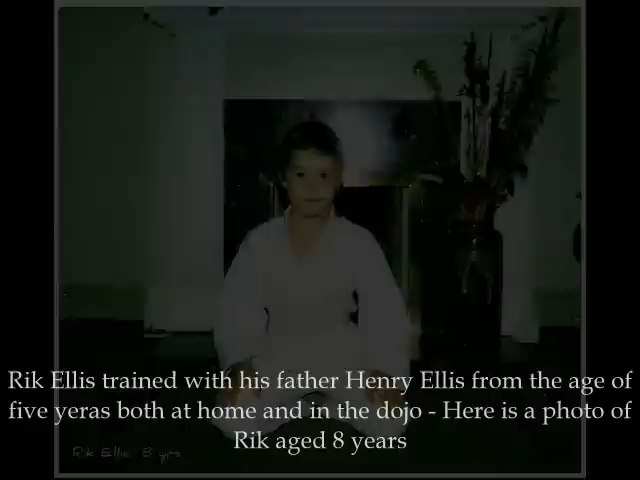 Rik Ellis trained with his father Henry Ellis from the age of
five yeras both at home and in the dojo - Here is a photo of
Rik aged 8 years
Rik Ellis 8 yrs